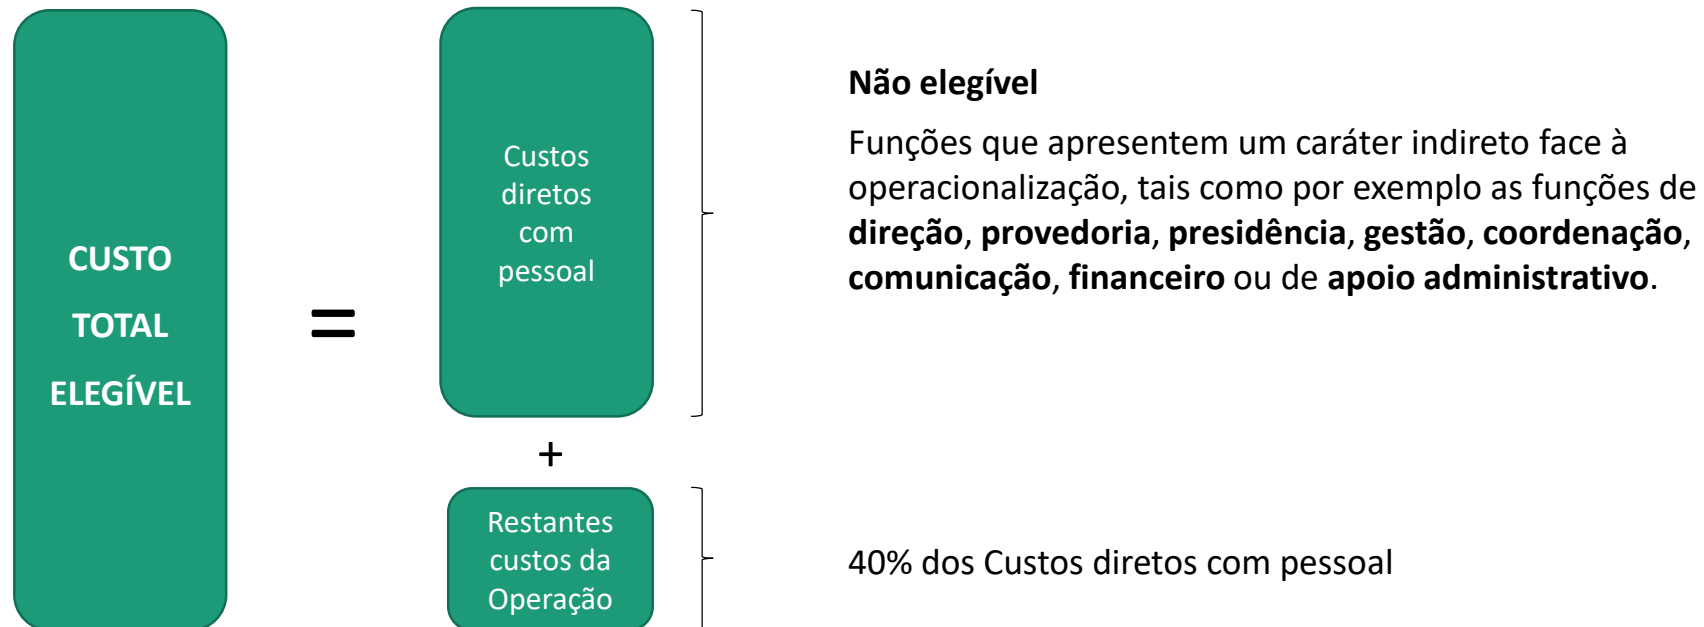 CUSTO
TOTAL
ELEGÍVEL
=
Custos
diretos
com
pessoal
+
Restantes
custos da
Operação
Não elegível
Funções que apresentem um caráter indireto face à
operacionalização, tais como por exemplo as funções de
direção, provedoria, presidência, gestão, coordenação,
comunicação, financeiro ou de apoio administrativo.
40% dos Custos diretos com pessoal